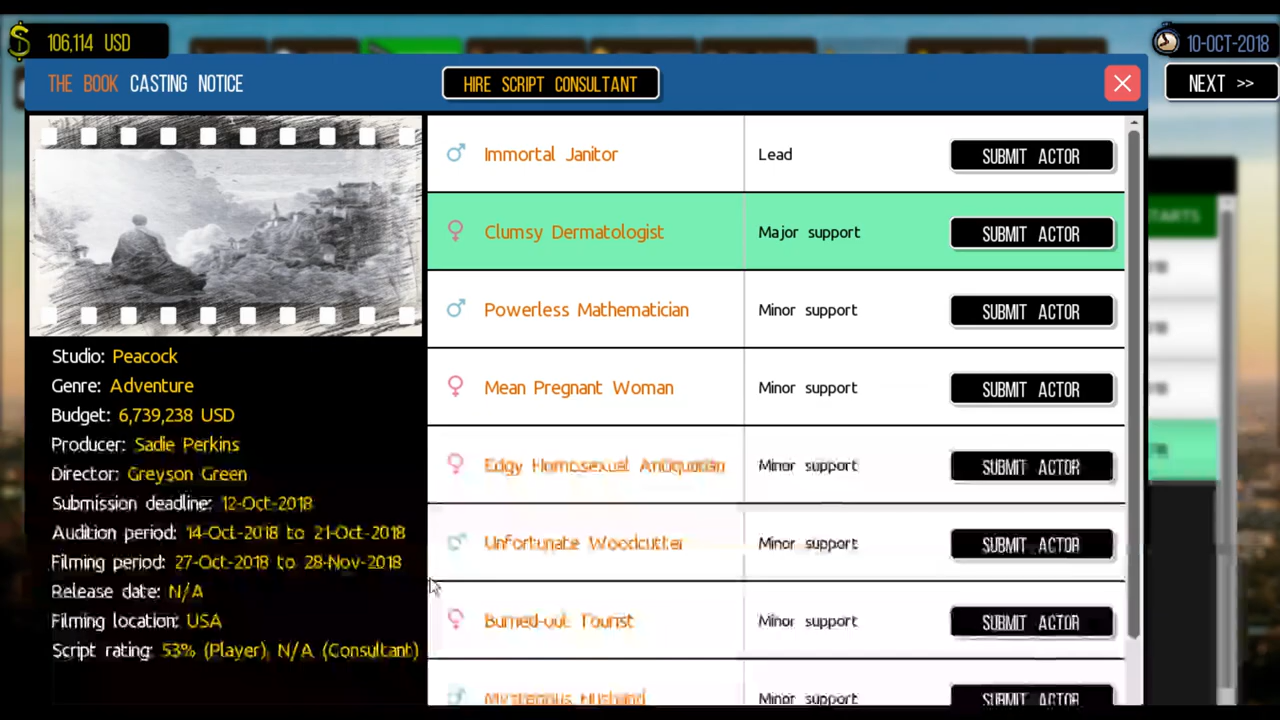 106,114 USD
10-OCT-2018
THE BOOK CASTING NOTICE
HIRE SCRIPT CONSULTANT
NEXT >>
Immortal Janitor Lead SUBMIT ACTOR
Clumsy Dermatologist Major support SUBMIT ACTOR
Powerless Mathematician Minor support SUBMIT ACTOR
Mean Pregnant Woman Minor support SUBMIT ACTOR
Edgy Homosexual Antiquarian Minor support SUBMIT ACTOR
Unfortunate Woodcutter Minor support SUBMIT ACTOR
Burned-out Tourist Minor support SUBMIT ACTOR
Mysterious Husband Minor support SUBMIT ACTOR
Studio: Peacock
Genre: Adventure
Budget: 6,739,238 USD
Producer: Sadie Perkins
Director: Greyson Green
Submission deadline: 12-Oct-2018
Audition period: 14-Oct-2018 to 21-Oct-2018
Filming period: 27-Oct-2018 to 28-Nov-2018
Release date: N/A
Filming location: USA
Script rating: 53% (Player), N/A (Consultant)